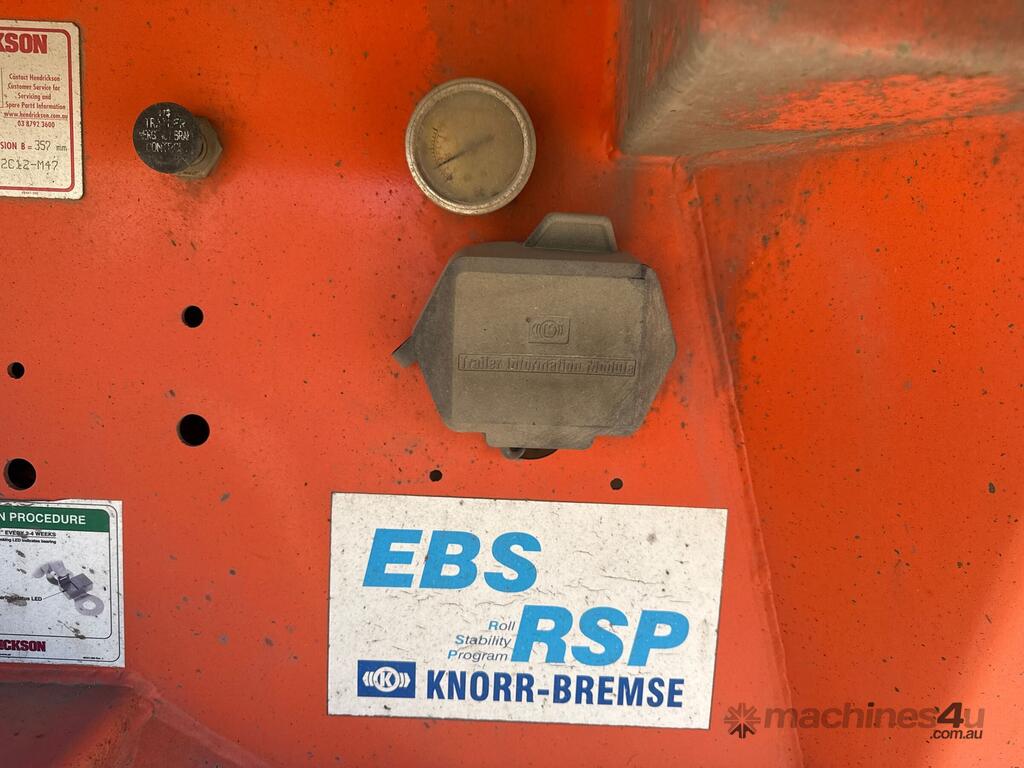 KSON
Contact Hendrickson
Customer Service for
Servicing and
Spare Parts Information
www.hendrickson.com.au
03 8792 3600
SION B = 357 mm
2C12-M47
CONTROL
Trailer Information Module
N PROCEDURE
EVERY 2-4 WEEKS
LED
ICKSON
EBS
Roll
Stability
Program
RSP
KNORR-BREMSE
machines4u
.com.au